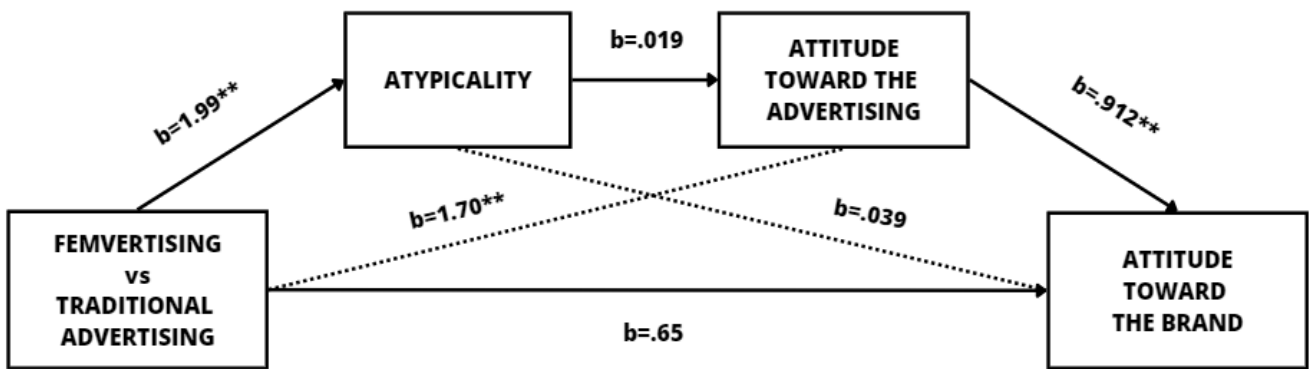 b=.019
ATYPICALITY
ATTITUDE
TOWARD THE
ADVERTISING
b=1.99**
b=.912**
b=1.70**
b=.039
FEMVERTISING
vs
TRADITIONAL
ADVERTISING
ATTITUDE
TOWARD
THE BRAND
b=.65